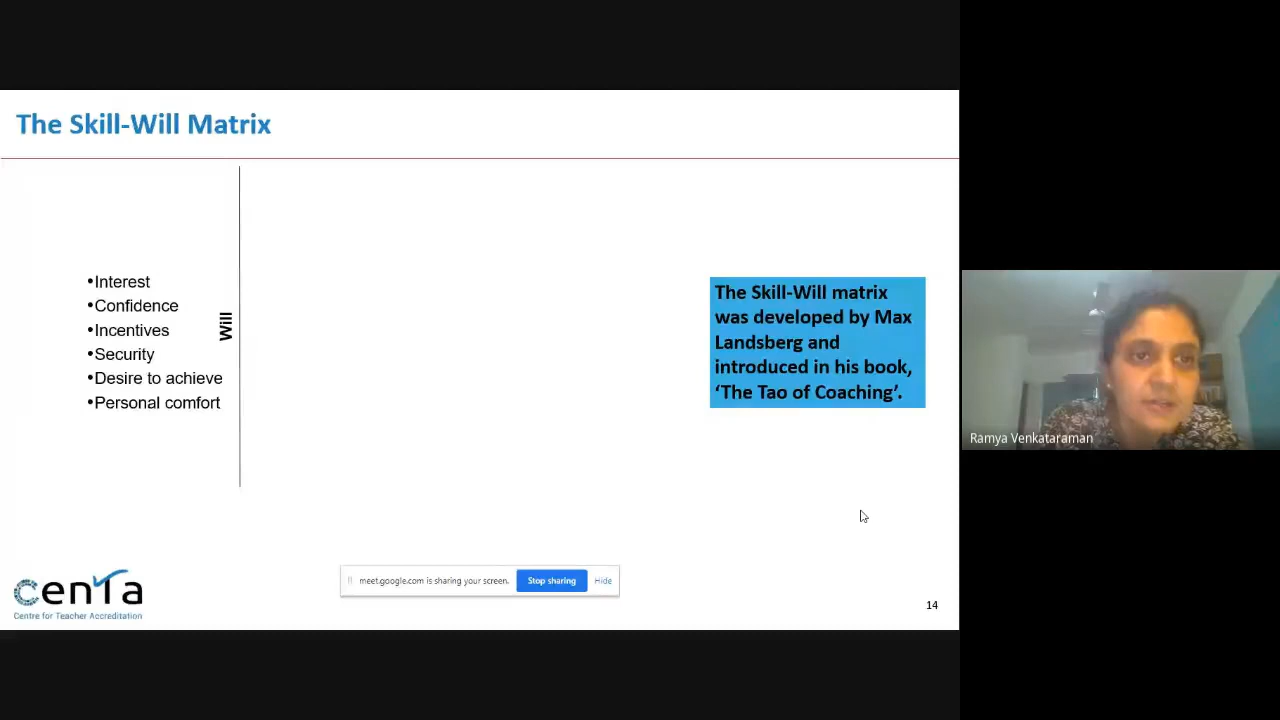 The Skill-Will Matrix
•Interest
•Confidence
•Incentives
•Security
•Desire to achieve
•Personal comfort
Will
The Skill-Will matrix
was developed by Max
Landsberg and
introduced in his book,
‘The Tao of Coaching’.
Ramya Venkataraman
meet.google.com is sharing your screen.
Stop sharing
Hide
cenTa
Centre for Teacher Accreditation
14